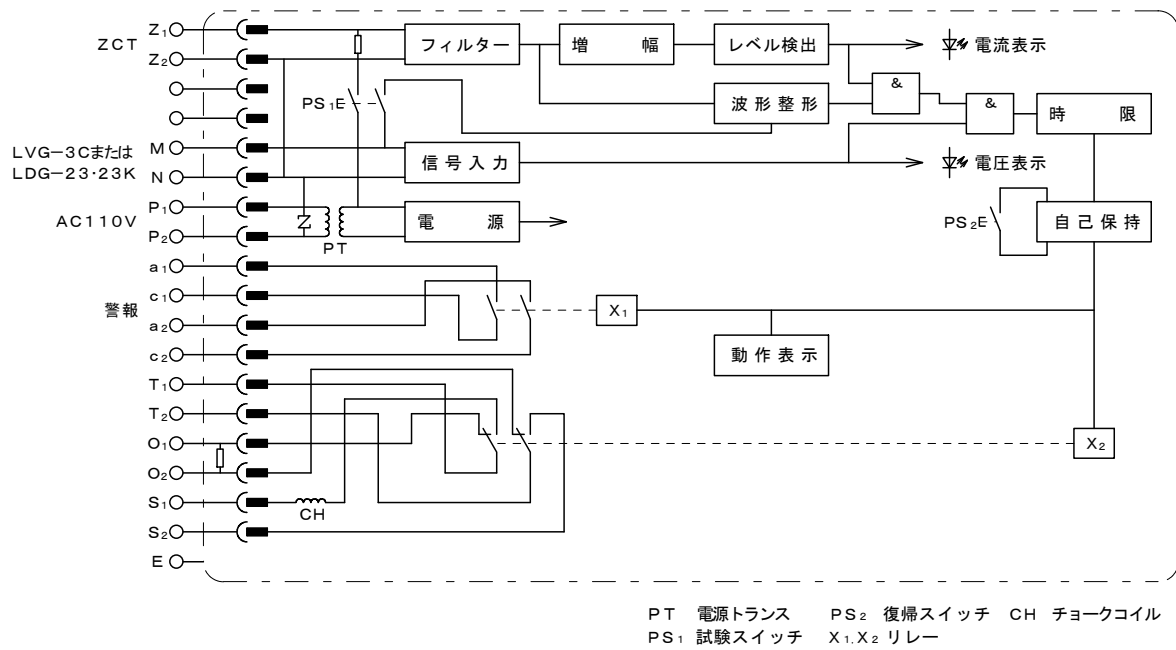 ZCT
Z₁
Z₂
フィルター
増 幅
レベル検出
電流表示
PS₁E
波形整形
&
&
時 限
LVG-3Cまたは
LDG-23・23K
M
N
信号入力
電圧表示
AC110V
P₁
P₂
PT
電 源
PS₂E
自己保持
警報
a₁
c₁
a₂
c₂
X₁
動作表示
T₁
T₂
O₁
O₂
X₂
S₁
CH
S₂
E
PT 電源トランス PS₂ 復帰スイッチ CH チョークコイル
PS₁ 試験スイッチ X₁,X₂ リレー